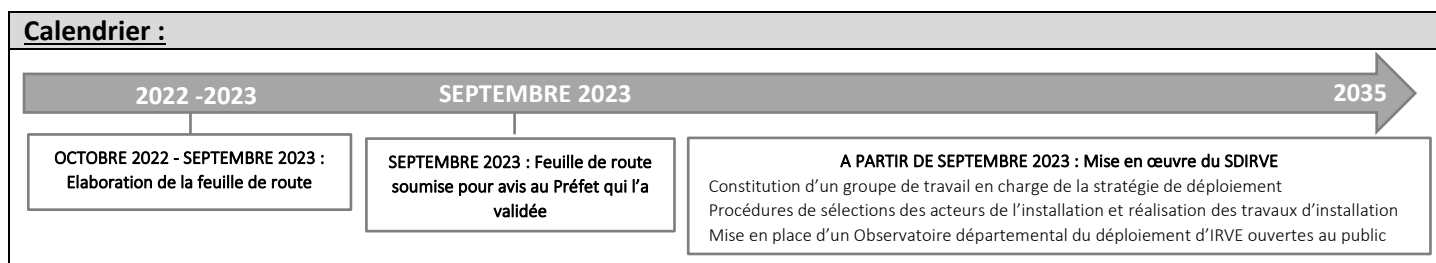 Calendrier :
2022 -2023
SEPTEMBRE 2023
2035
OCTOBRE 2022 - SEPTEMBRE 2023 :
Elaboration de la feuille de route
SEPTEMBRE 2023 : Feuille de route
soumise pour avis au Préfet qui l’a
validée
A PARTIR DE SEPTEMBRE 2023 : Mise en œuvre du SDIRVE
Constitution d’un groupe de travail en charge de la stratégie de déploiement
Procédures de sélections des acteurs de l’installation et réalisation des travaux d’installation
Mise en place d’un Observatoire départemental du déploiement d’IRVE ouvertes au public